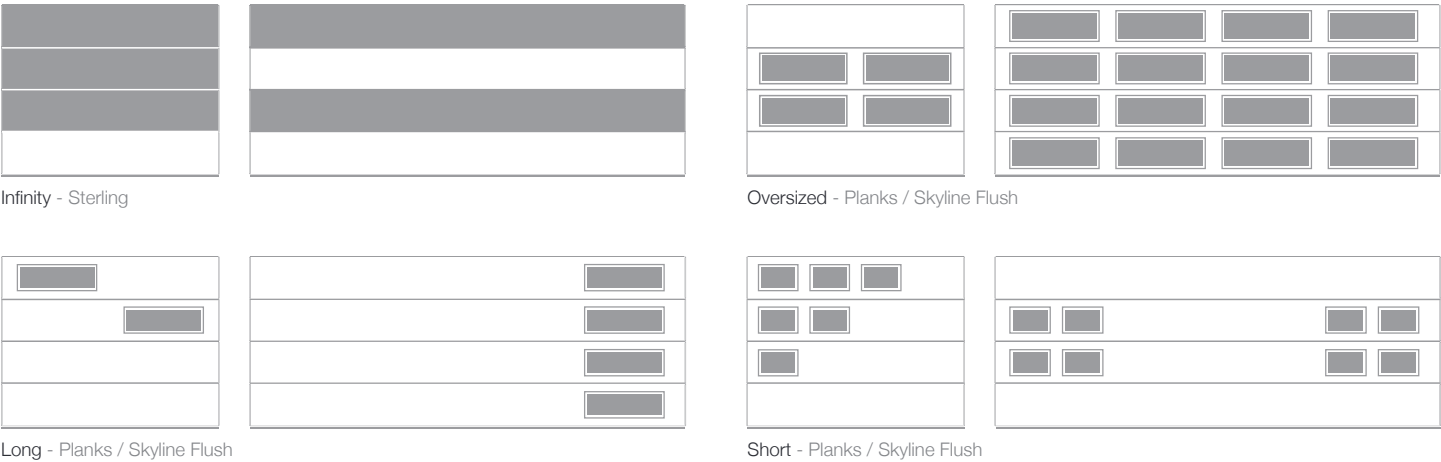 Infinity - Sterling
Oversized - Planks / Skyline Flush
Long - Planks / Skyline Flush
Short - Planks / Skyline Flush